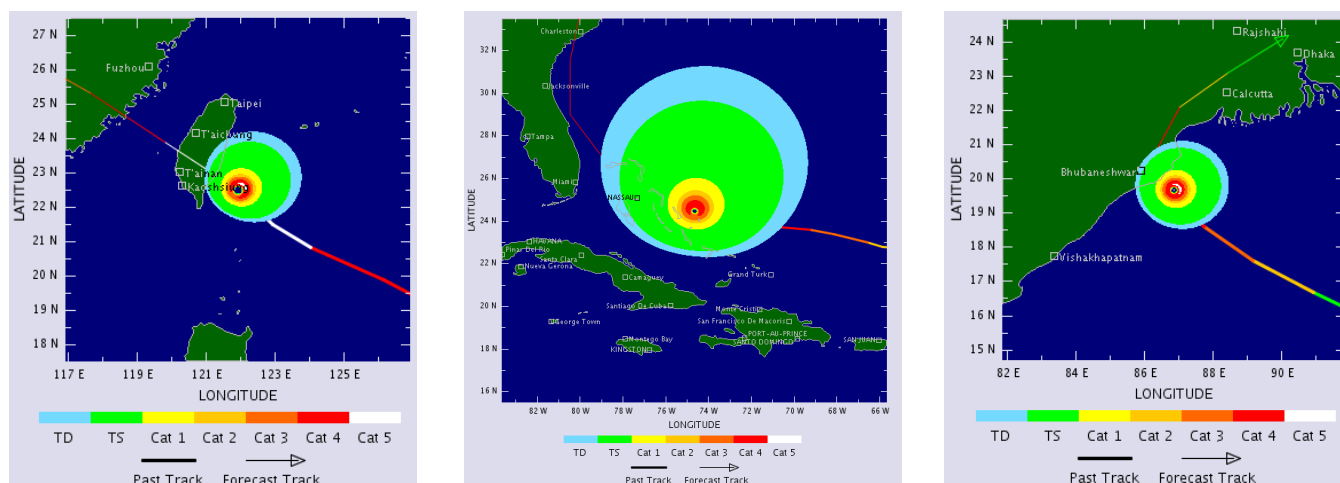 27 N
26 N
25 N
24 N
23 N
22 N
21 N
20 N
19 N
18 N
LATITUDE
Fuzhou
Taipei
T'aichung
T'ainan
Kaohsiung
117 E 119 E 121 E 123 E 125 E
LONGITUDE
TD TS Cat 1 Cat 2 Cat 3 Cat 4 Cat 5
Past Track Forecast Track
32 N
30 N
28 N
26 N
24 N
22 N
20 N
18 N
16 N
LATITUDE
Charleston
Jacksonville
Tampa
Miami
NASSAU
HAVANA
Pinar Del Rio
Santa Clara
Nueva Gerona
Camaguey
Grand Turk
Santiago De Cuba
Monte Cristi
George Town
San Francisco De Macoris
Montego Bay
PORT-AU-PRINCE
SANTO DOMINGO
SAN JUAN
KINGSTON
82 W 80 W 78 W 76 W 74 W 72 W 70 W 68 W 66 W
LONGITUDE
TD TS Cat 1 Cat 2 Cat 3 Cat 4 Cat 5
Past Track Forecast Track
24 N
23 N
22 N
21 N
20 N
19 N
18 N
17 N
16 N
15 N
LATITUDE
Rajshahi
Dhaka
Calcutta
Bhubaneshwar
Vishakhapatnam
82 E 84 E 86 E 88 E 90 E
LONGITUDE
TD TS Cat 1 Cat 2 Cat 3 Cat 4 Cat 5
Past Track Forecast Track